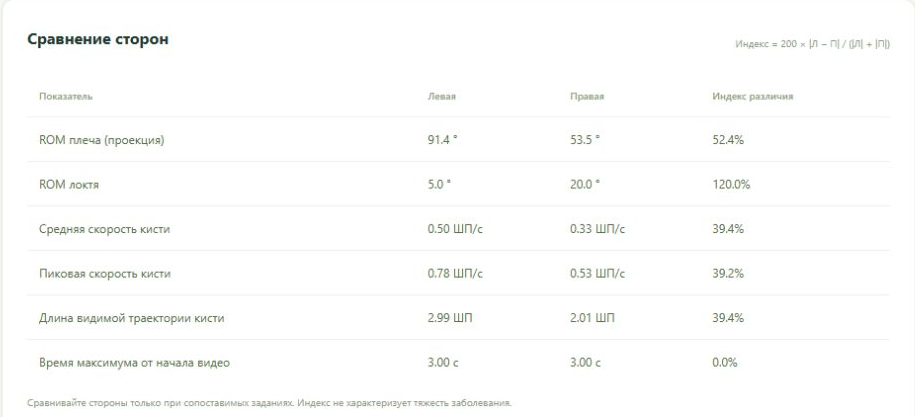 Сравнение сторон
Индекс = 200 × |Л − П| / (|Л| + |П|)
Показатель Левая Правая Индекс различия
ROM плеча (проекция) 91.4 ° 53.5 ° 52.4%
ROM локтя 5.0 ° 20.0 ° 120.0%
Средняя скорость кисти 0.50 ШП/с 0.33 ШП/с 39.4%
Пиковая скорость кисти 0.78 ШП/с 0.53 ШП/с 39.2%
Длина видимой траектории кисти 2.99 ШП 2.01 ШП 39.4%
Время максимума от начала видео 3.00 с 3.00 с 0.0%
Сравнивайте стороны только при сопоставимых заданиях. Индекс не характеризует тяжесть заболевания.